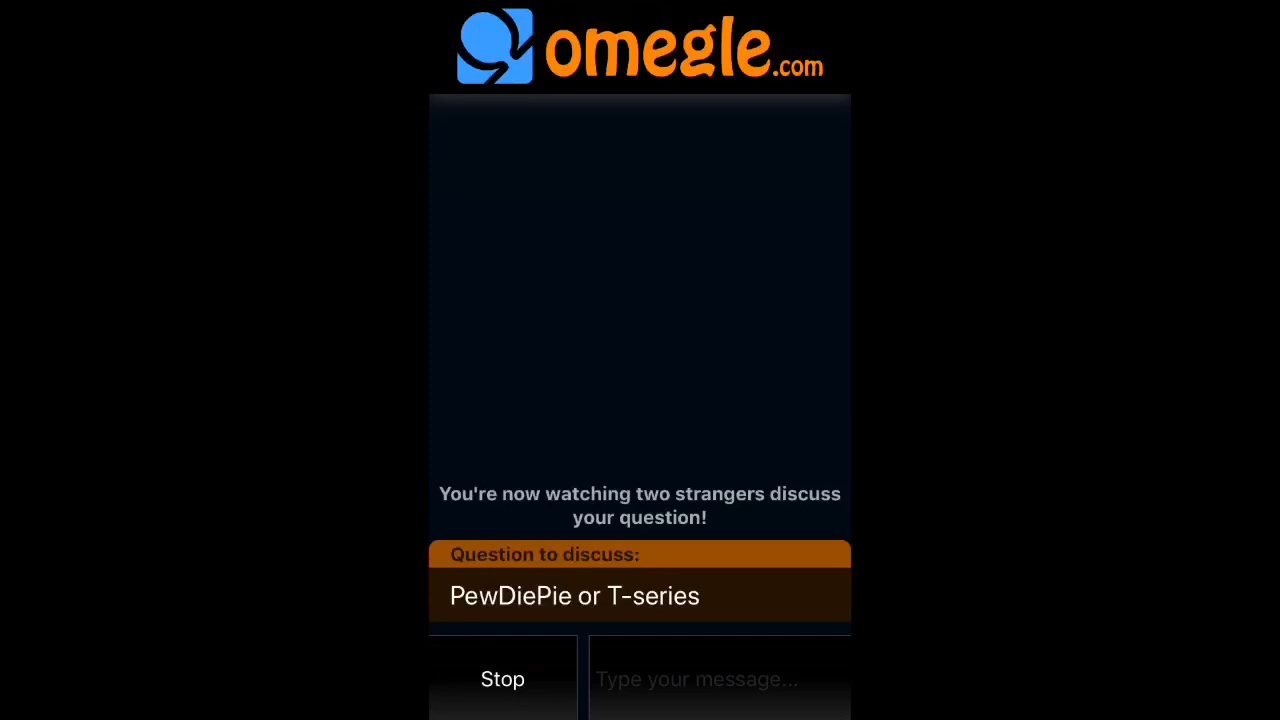 omegle.com
You're now watching two strangers discuss
your question!
Question to discuss:
PewDiePie or T-series
Stop
Type your message...